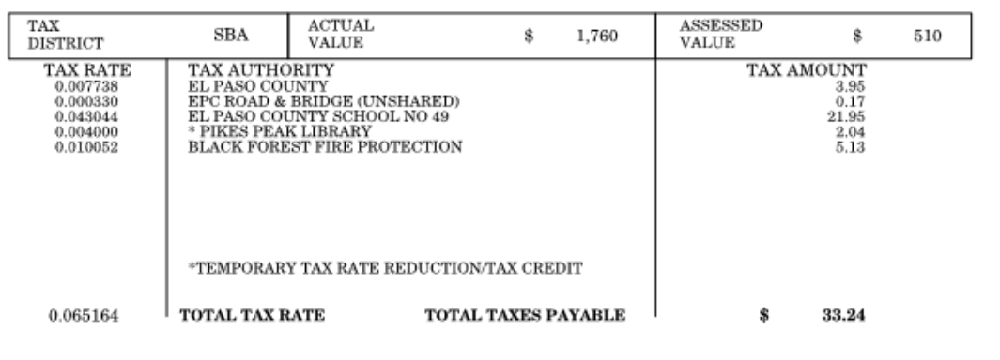 TAX DISTRICT SBA ACTUAL VALUE $ 1,760 ASSESSED VALUE $ 510
TAX RATE TAX AUTHORITY TAX AMOUNT
0.007738 EL PASO COUNTY 3.95
0.000330 EPC ROAD & BRIDGE (UNSHARED) 0.17
0.043044 EL PASO COUNTY SCHOOL NO 49 21.95
0.004000 * PIKES PEAK LIBRARY 2.04
0.010052 BLACK FOREST FIRE PROTECTION 5.13
*TEMPORARY TAX RATE REDUCTION/TAX CREDIT
0.065164 TOTAL TAX RATE TOTAL TAXES PAYABLE $ 33.24